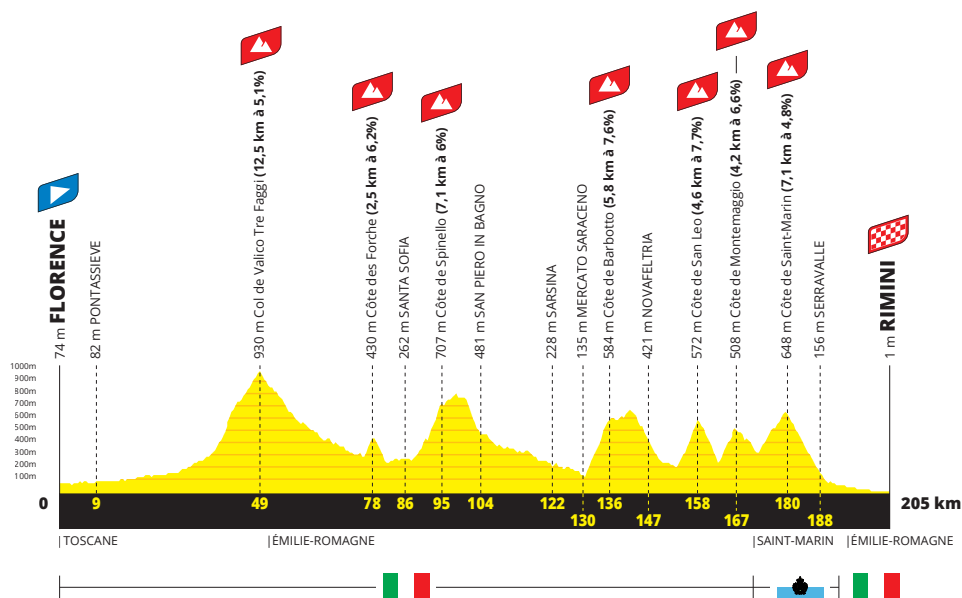 74 m FLORENCE
82 m PONTASSIEVE
930 m Col de Valico Tre Faggi (12,5 km à 5,1%)
430 m Côte des Forche (2,5 km à 6,2%)
262 m SANTA SOFIA
707 m Côte de Spinello (7,1 km à 6%)
481 m SAN PIERO IN BAGNO
228 m SARSINA
135 m MERCATO SARACENO
584 m Côte de Barbotto (5,8 km à 7,6%)
421 m NOVAFELTRIA
572 m Côte de San Leo (4,6 km à 7,7%)
508 m Côte de Montemaggio (4,2 km à 6,6%)
648 m Côte de Saint-Marin (7,1 km à 4,8%)
156 m SERRAVALLE
1 m RIMINI
1000m
900m
800m
700m
600m
500m
400m
300m
200m
100m
0 9 49 78 86 95 104 122 130 136 147 158 167 180 188 205 km
TOSCANE
ÉMILIE-ROMAGNE
SAINT-MARIN
ÉMILIE-ROMAGNE